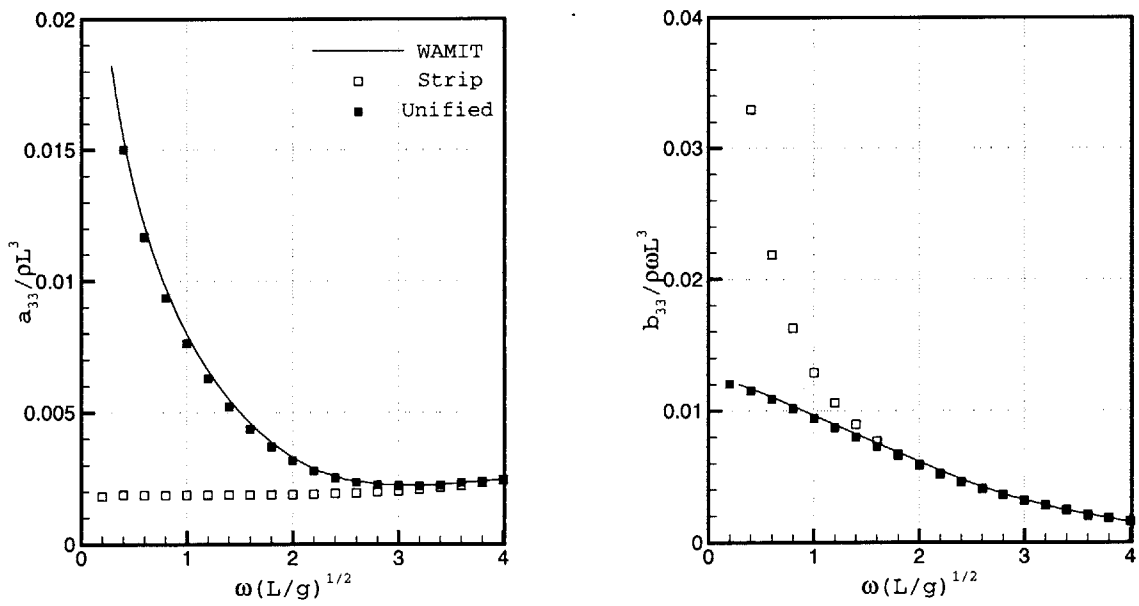 0.02
0.015
0.01
0.005
0
a₃₃/ρL³
WAMIT
Strip
Unified
0 1 2 3 4
ω(L/g)^1/2
0.04
0.03
0.02
0.01
0
b₃₃/ρωL³
0 1 2 3 4
ω(L/g)^1/2